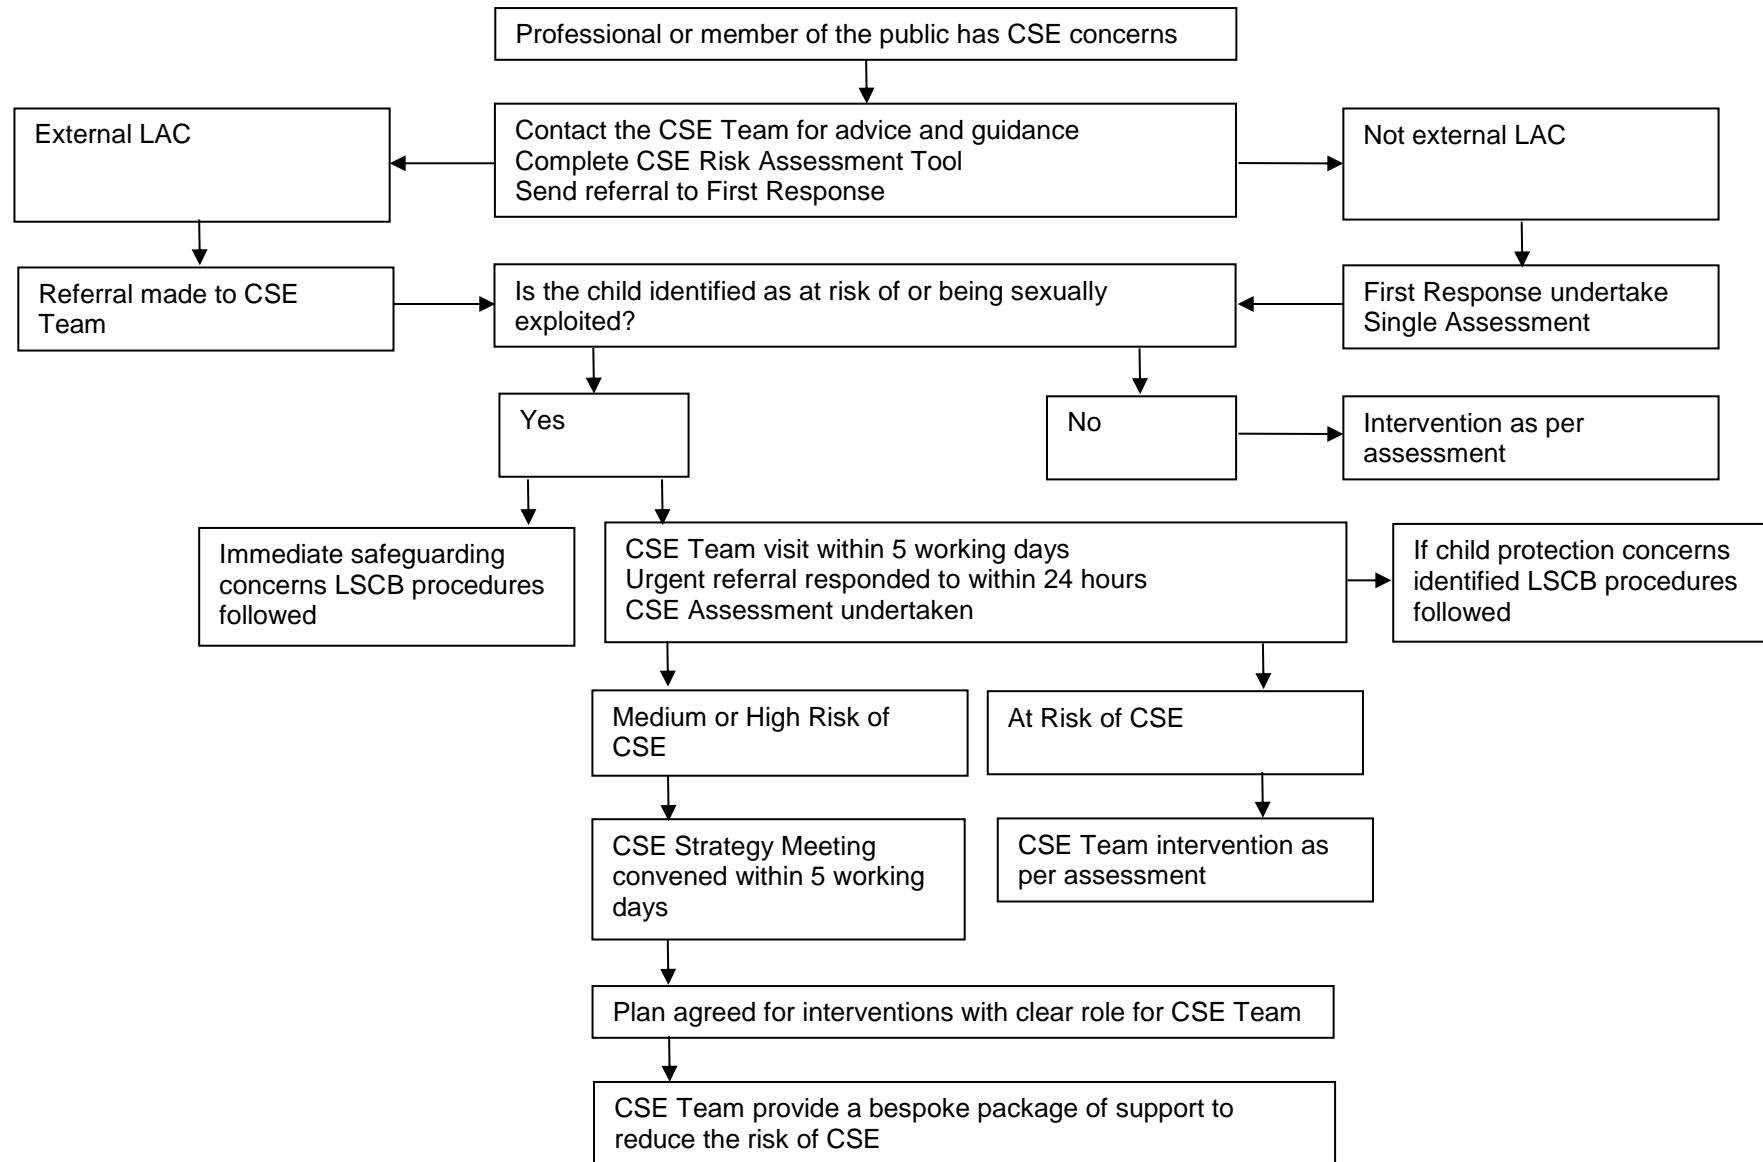 Professional or member of the public has CSE concerns
External LAC
Contact the CSE Team for advice and guidance
Complete CSE Risk Assessment Tool
Send referral to First Response
Not external LAC
Referral made to CSE
Team
Is the child identified as at risk of or being sexually
exploited?
First Response undertake
Single Assessment
Yes
No
Intervention as per
assessment
Immediate safeguarding
concerns LSCB procedures
followed
CSE Team visit within 5 working days
Urgent referral responded to within 24 hours
CSE Assessment undertaken
If child protection concerns
identified LSCB procedures
followed
Medium or High Risk of
CSE
At Risk of CSE
CSE Strategy Meeting
convened within 5 working
days
CSE Team intervention as
per assessment
Plan agreed for interventions with clear role for CSE Team
CSE Team provide a bespoke package of support to
reduce the risk of CSE